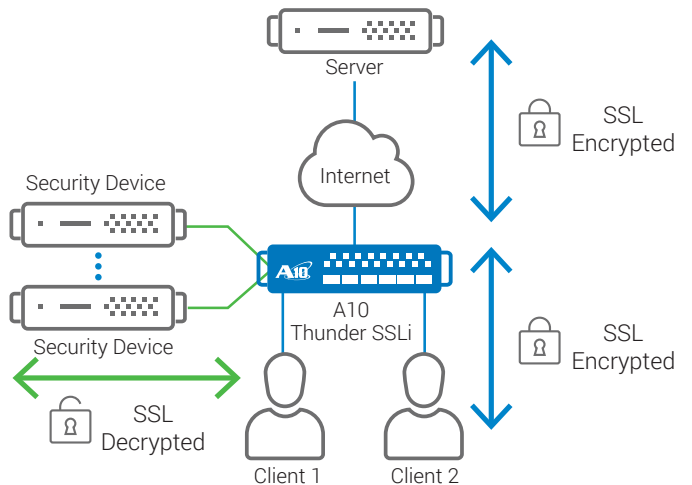 Server
SSL
Encrypted
Internet
Security Device
A10
A10
Thunder SSLi
Security Device
SSL
Encrypted
SSL
Decrypted
Client 1
Client 2